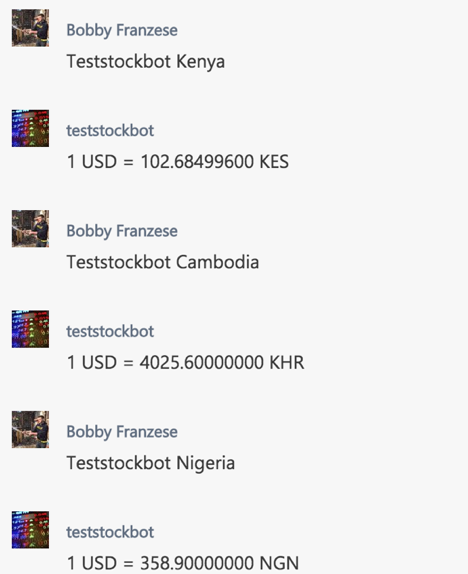 Bobby Franzese
Teststockbot Kenya
teststockbot
1 USD = 102.68499600 KES
Bobby Franzese
Teststockbot Cambodia
teststockbot
1 USD = 4025.60000000 KHR
Bobby Franzese
Teststockbot Nigeria
teststockbot
1 USD = 358.90000000 NGN